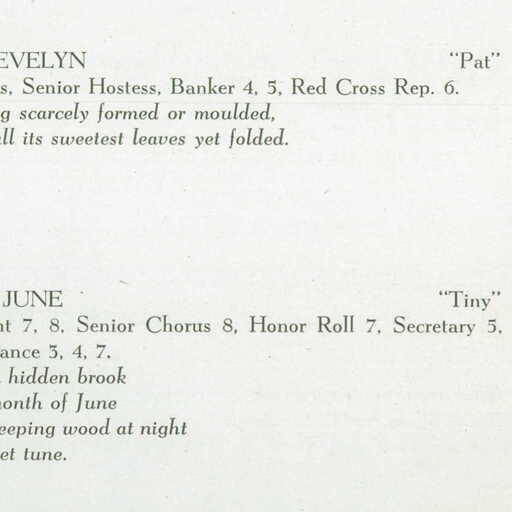 EVELYN "Pat"
s, Senior Hostess, Banker 4, 5, Red Cross Rep. 6.
g scarcely formed or moulded,
ll its sweetest leaves yet folded.
JUNE "Tiny"
nt 7, 8, Senior Chorus 8, Honor Roll 7, Secretary 5,
ance 3, 4, 7.
hidden brook
month of June
eeping wood at night
et tune.